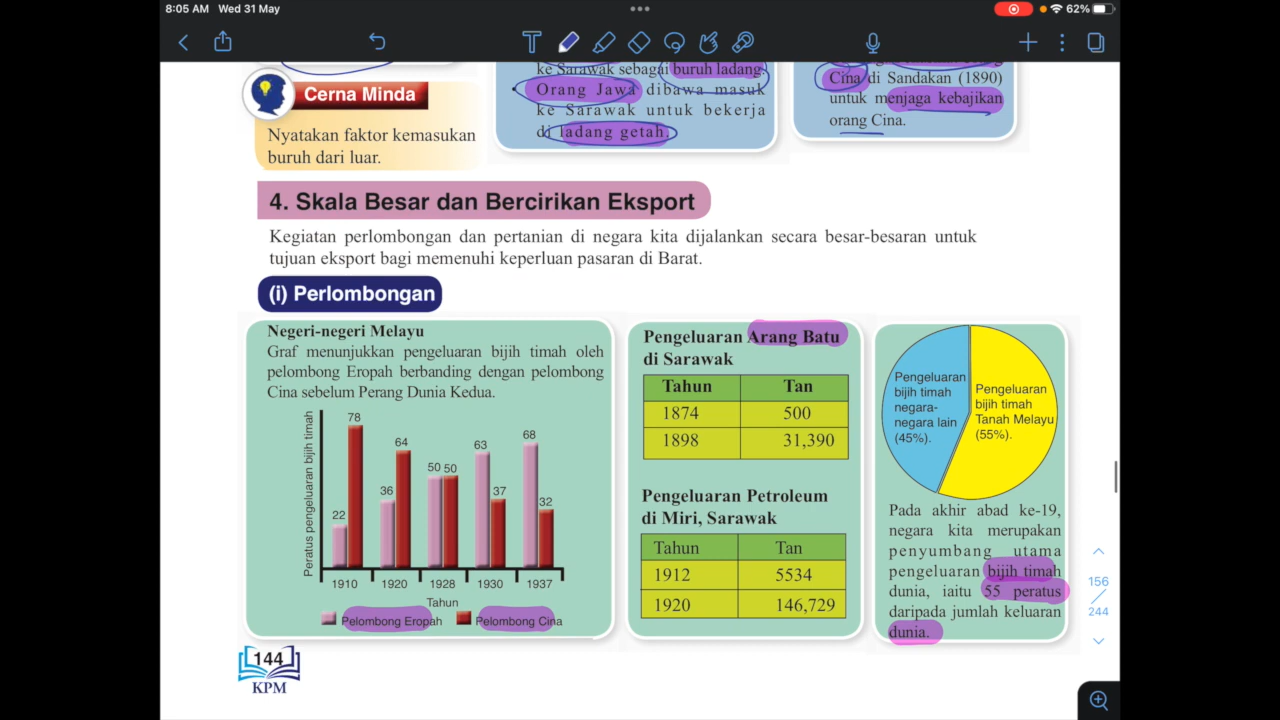 8:05 AM Wed 31 May
62%
ke Sarawak sebagai buruh ladang.
Orang Jawa dibawa masuk
ke Sarawak untuk bekerja
di ladang getah.
Cina di Sandakan (1890)
untuk menjaga kebajikan
orang Cina.
Cerna Minda
Nyatakan faktor kemasukan
buruh dari luar.
4. Skala Besar dan Bercirikan Eksport
Kegiatan perlombongan dan pertanian di negara kita dijalankan secara besar-besaran untuk
tujuan eksport bagi memenuhi keperluan pasaran di Barat.
(i) Perlombongan
Negeri-negeri Melayu
Graf menunjukkan pengeluaran bijih timah oleh
pelombong Eropah berbanding dengan pelombong
Cina sebelum Perang Dunia Kedua.
Peratus pengeluaran bijih timah
22 78
36 64
50 50
63 37
68 32
1910 1920 1928 1930 1937
Tahun
Pelombong Eropah Pelombong Cina
Pengeluaran Arang Batu
di Sarawak
Tahun Tan
1874 500
1898 31,390
Pengeluaran Petroleum
di Miri, Sarawak
Tahun Tan
1912 5534
1920 146,729
Pengeluaran
bijih timah
negara-
negara lain
(45%).
Pengeluaran
bijih timah
Tanah Melayu
(55%).
Pada akhir abad ke-19,
negara kita merupakan
penyumbang utama
pengeluaran bijih timah
dunia, iaitu 55 peratus
daripada jumlah keluaran
dunia.
156
244
144
KPM